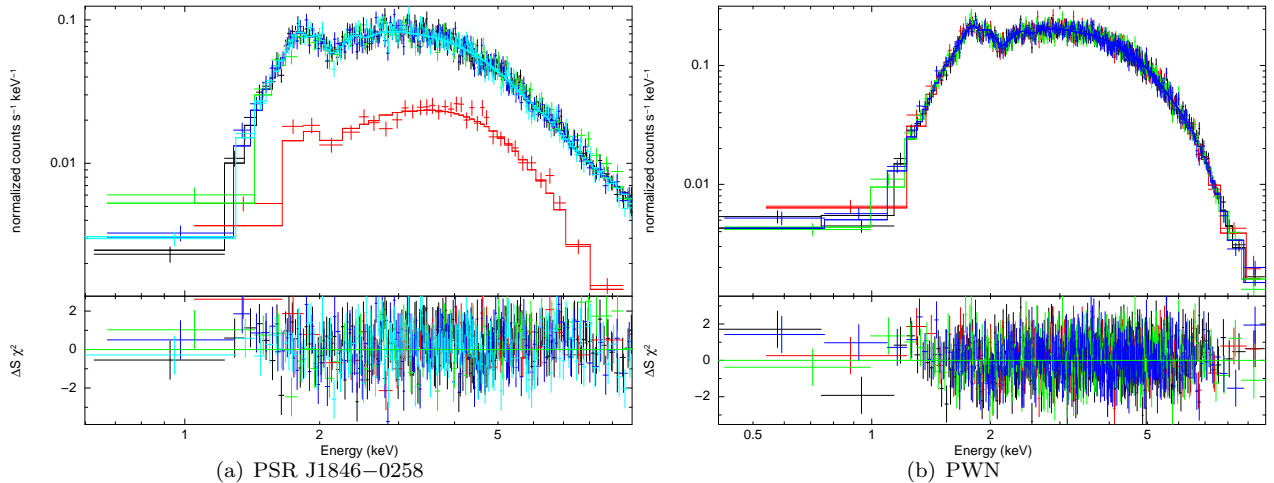 0.1
0.01
normalized counts s⁻¹ keV⁻¹
2
0
−2
ΔS χ²
1 2 5
Energy (keV)
(a) PSR J1846−0258
0.1
0.01
normalized counts s⁻¹ keV⁻¹
2
0
−2
ΔS χ²
0.5 1 2 5
Energy (keV)
(b) PWN